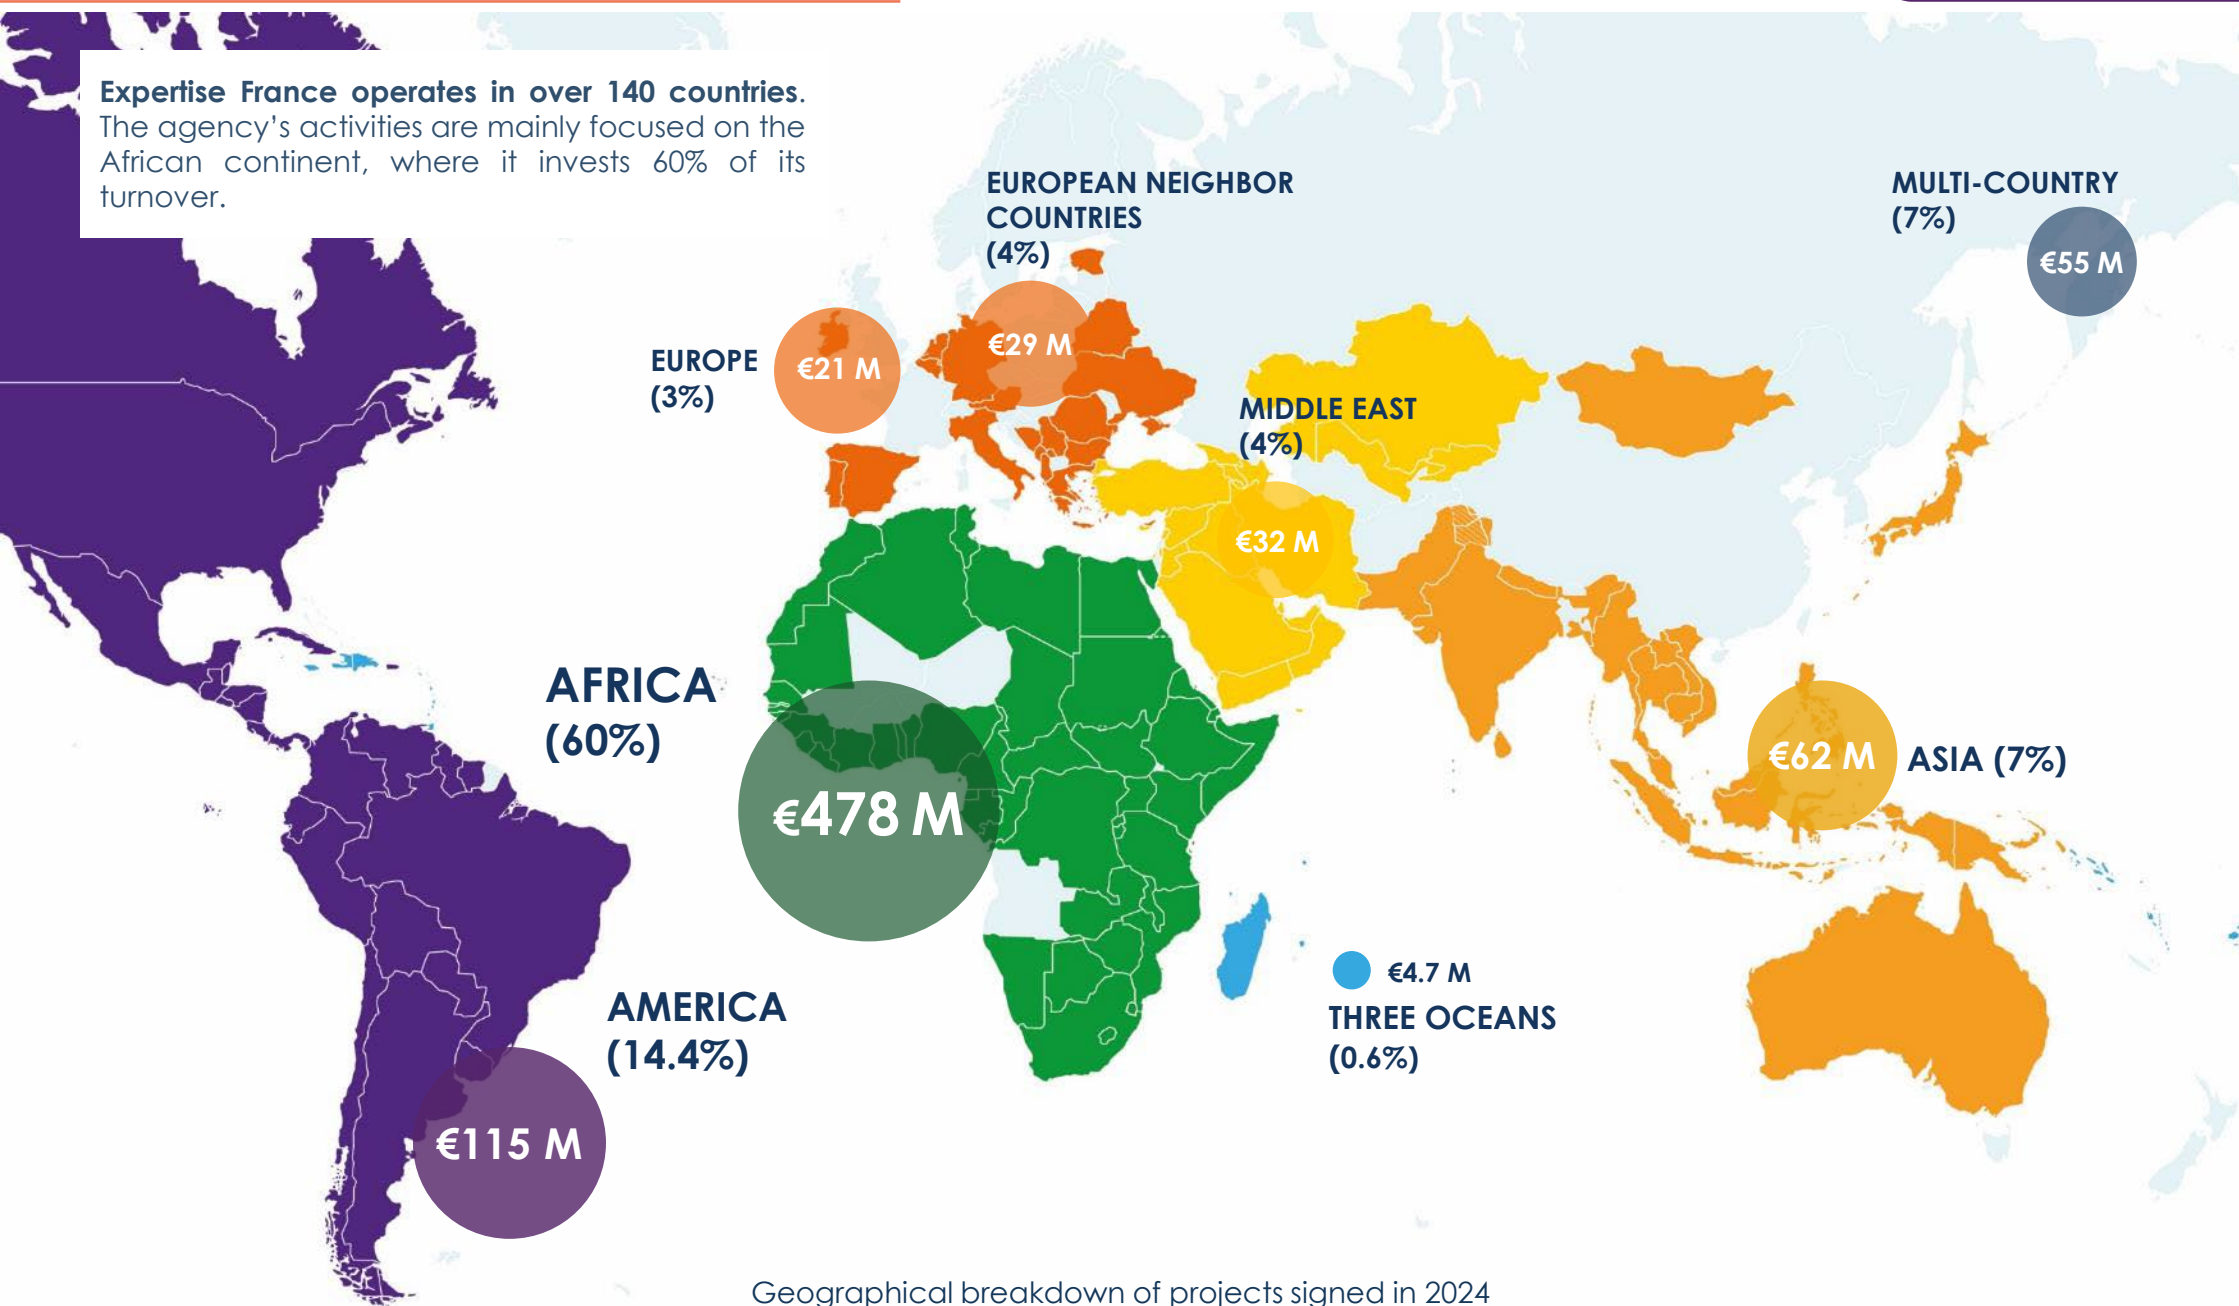 Expertise France operates in over 140 countries.
The agency's activities are mainly focused on the
African continent, where it invests 60% of its
turnover.
EUROPEAN NEIGHBOR
COUNTRIES
(4%)
€29 M
MULTI-COUNTRY
(7%)
€55 M
EUROPE
(3%)
€21 M
MIDDLE EAST
(4%)
€32 M
AFRICA
(60%)
€478 M
€62 M
ASIA (7%)
€4.7 M
THREE OCEANS
(0.6%)
AMERICA
(14.4%)
€115 M
Geographical breakdown of projects signed in 2024